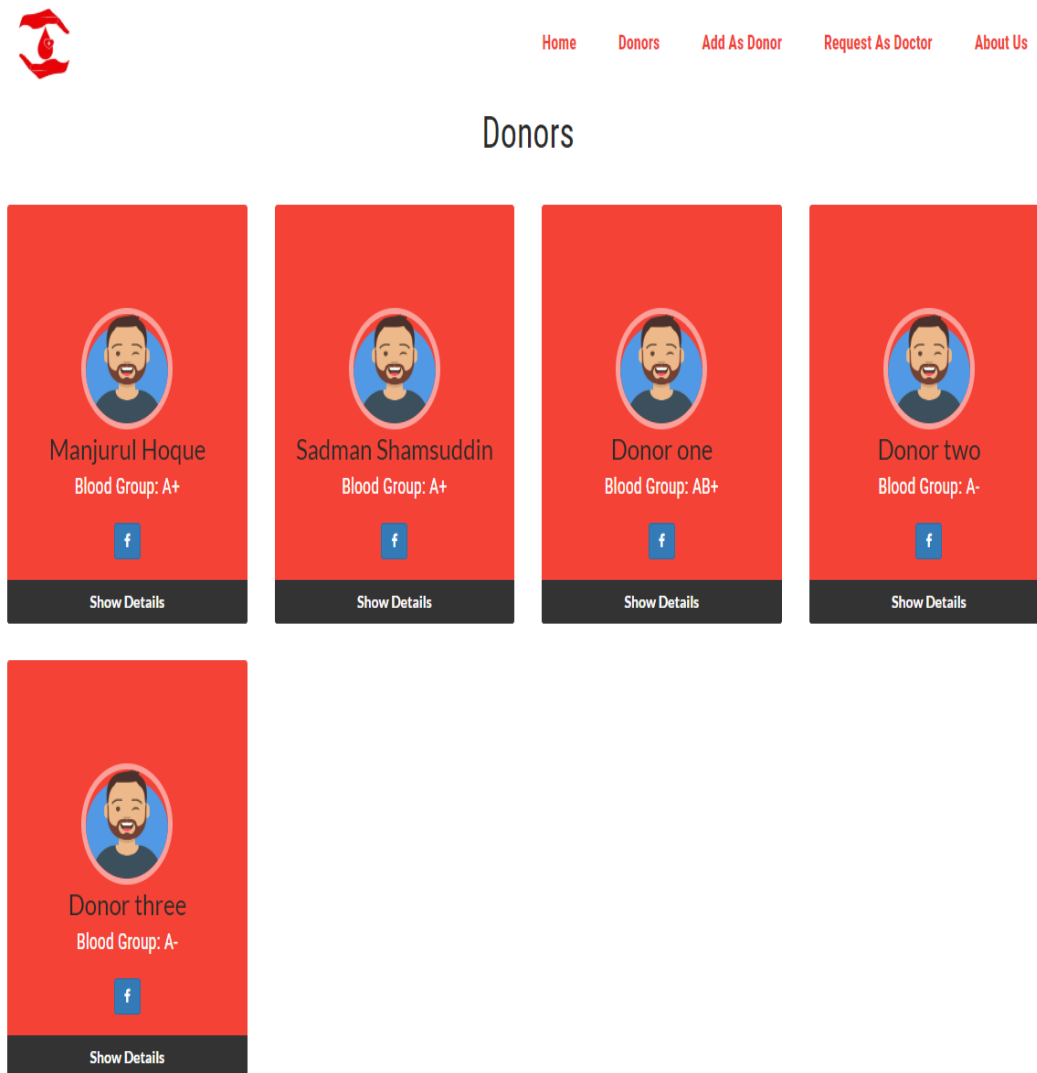 Home Donors Add As Donor Request As Doctor About Us
Donors
Manjurul Hoque
Blood Group: A+
f
Show Details
Sadman Shamsuddin
Blood Group: A+
f
Show Details
Donor one
Blood Group: AB+
f
Show Details
Donor two
Blood Group: A-
f
Show Details
Donor three
Blood Group: A-
f
Show Details